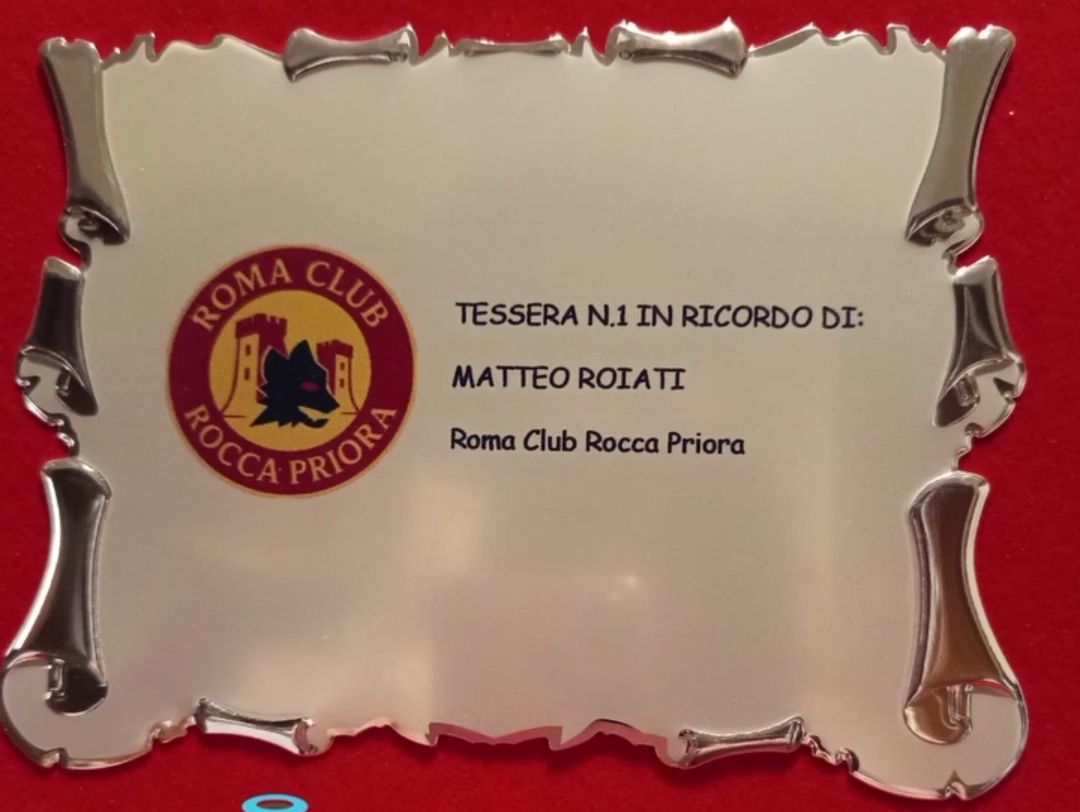 ROMA CLUB
ROCCA PRIORA
TESSERA N.1 IN RICORDO DI:
MATTEO ROIATI
Roma Club Rocca Priora